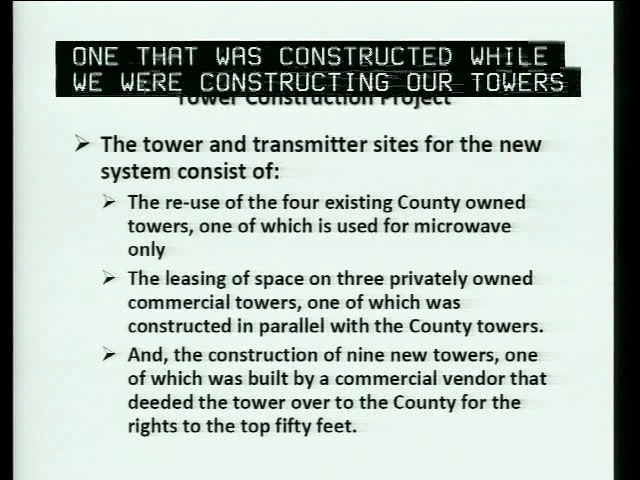 ONE THAT WAS CONSTRUCTED WHILE
WE WERE CONSTRUCTING OUR TOWERS
Tower Construction Project
➢ The tower and transmitter sites for the new
system consist of:
➢ The re-use of the four existing County owned
towers, one of which is used for microwave
only
➢ The leasing of space on three privately owned
commercial towers, one of which was
constructed in parallel with the County towers.
➢ And, the construction of nine new towers, one
of which was built by a commercial vendor that
deeded the tower over to the County for the
rights to the top fifty feet.